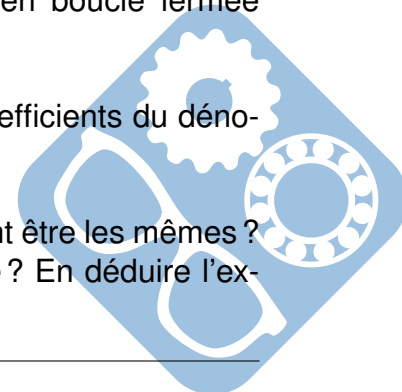 en boucle fermée
efficients du déno-
nt être les mêmes ?
? En déduire l'ex-